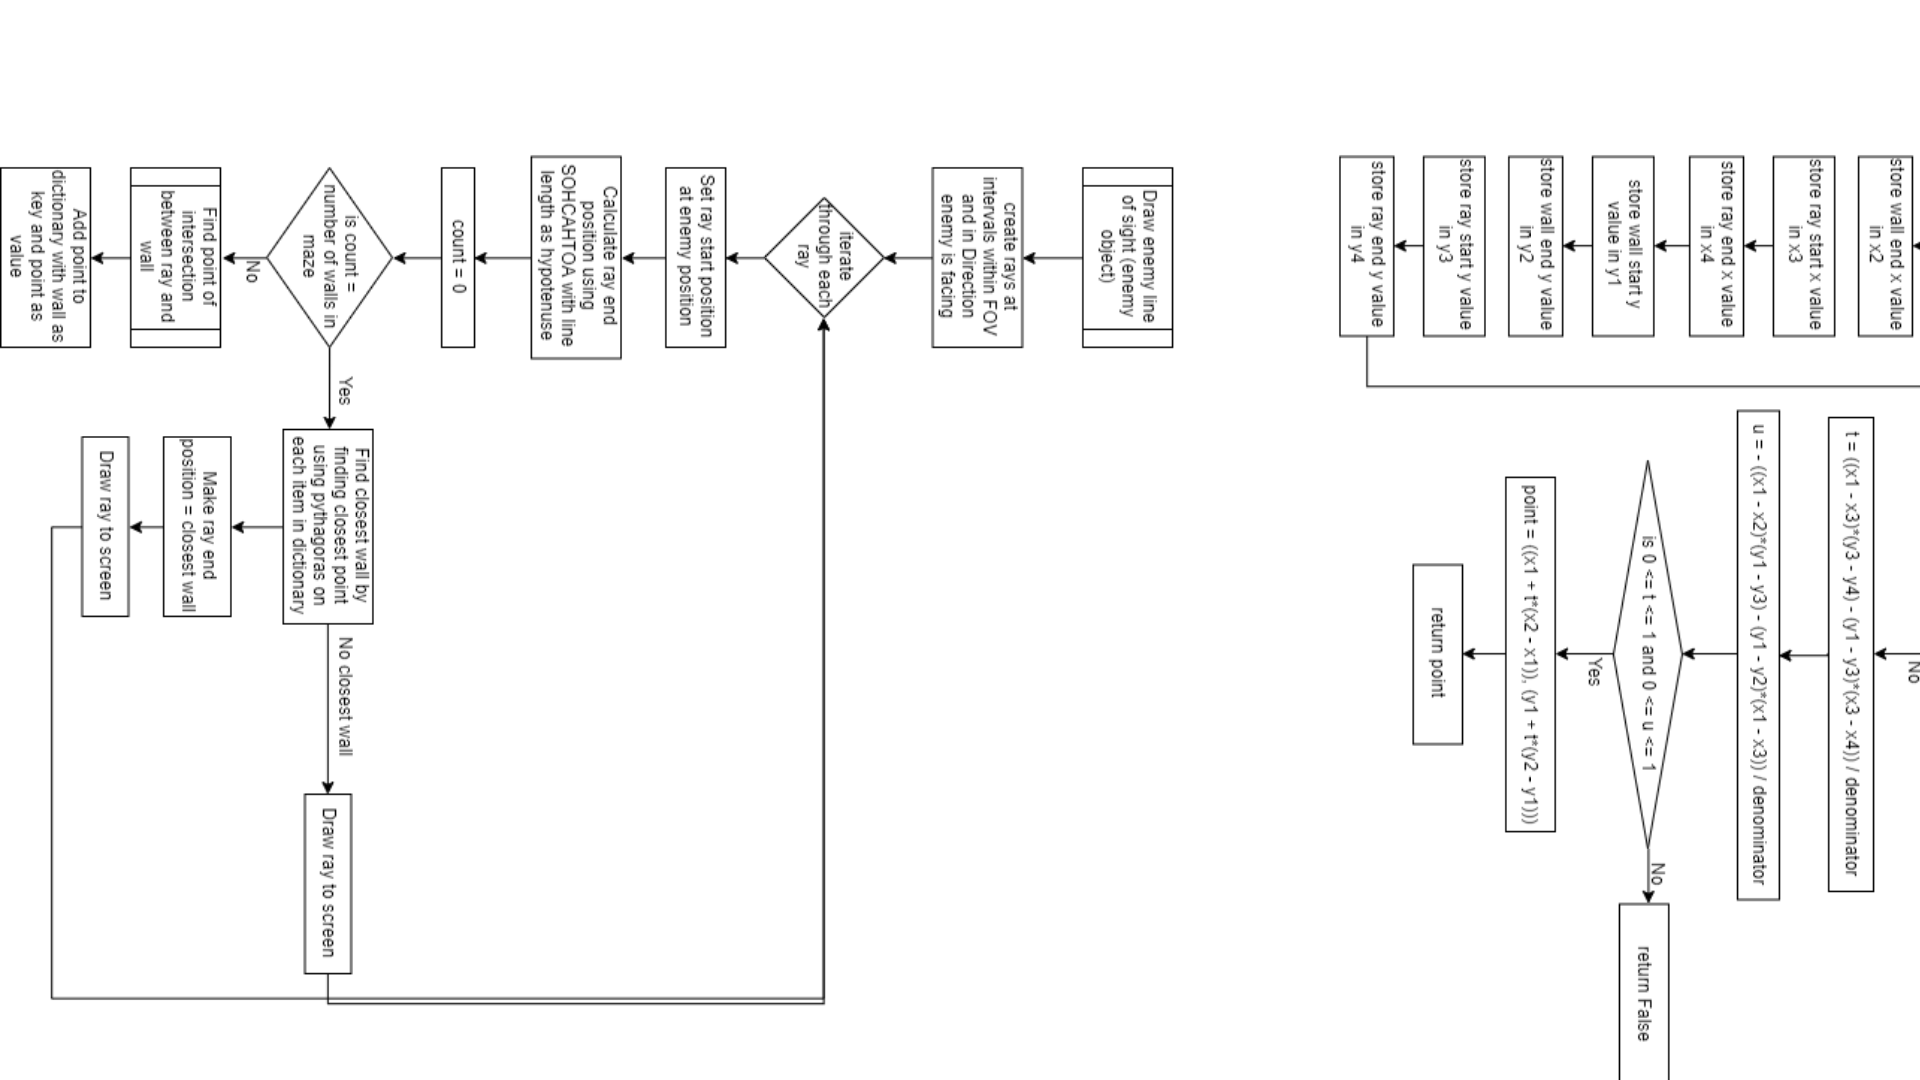 store wall end x value
in x2
store ray start x value
in x3
store ray end x value
in x4
store wall start y
value in y1
store wall end y value
in y2
store ray start y value
in y3
store ray end y value
in y4
No
t = ((x1 - x3)*(y3 - y4) - (y1 - y3)*(x3 - x4)) / denominator
u = - ((x1 - x2)*(y1 - y3) - (y1 - y2)*(x1 - x3)) / denominator
is 0 <= t <= 1 and 0 <= u <= 1
No
return False
Yes
point = ((x1 + t*(x2 - x1)), (y1 + t*(y2 - y1)))
return point
Draw enemy line
of sight (enemy
object)
create rays at
intervals within FOV
and in Direction
enemy is facing
iterate
through each
ray
Set ray start position
at enemy position
Calculate ray end
position using
SOHCAHTOA with line
length as hypotenuse
count = 0
is count =
number of walls in
maze
No
Find point of
intersection
between ray and
wall
Add point to
dictionary with wall as
key and point as
value
Yes
Find closest wall by
finding closest point
using pythagoras on
each item in dictionary
Make ray end
position = closest wall
Draw ray to screen
No closest wall
Draw ray to screen